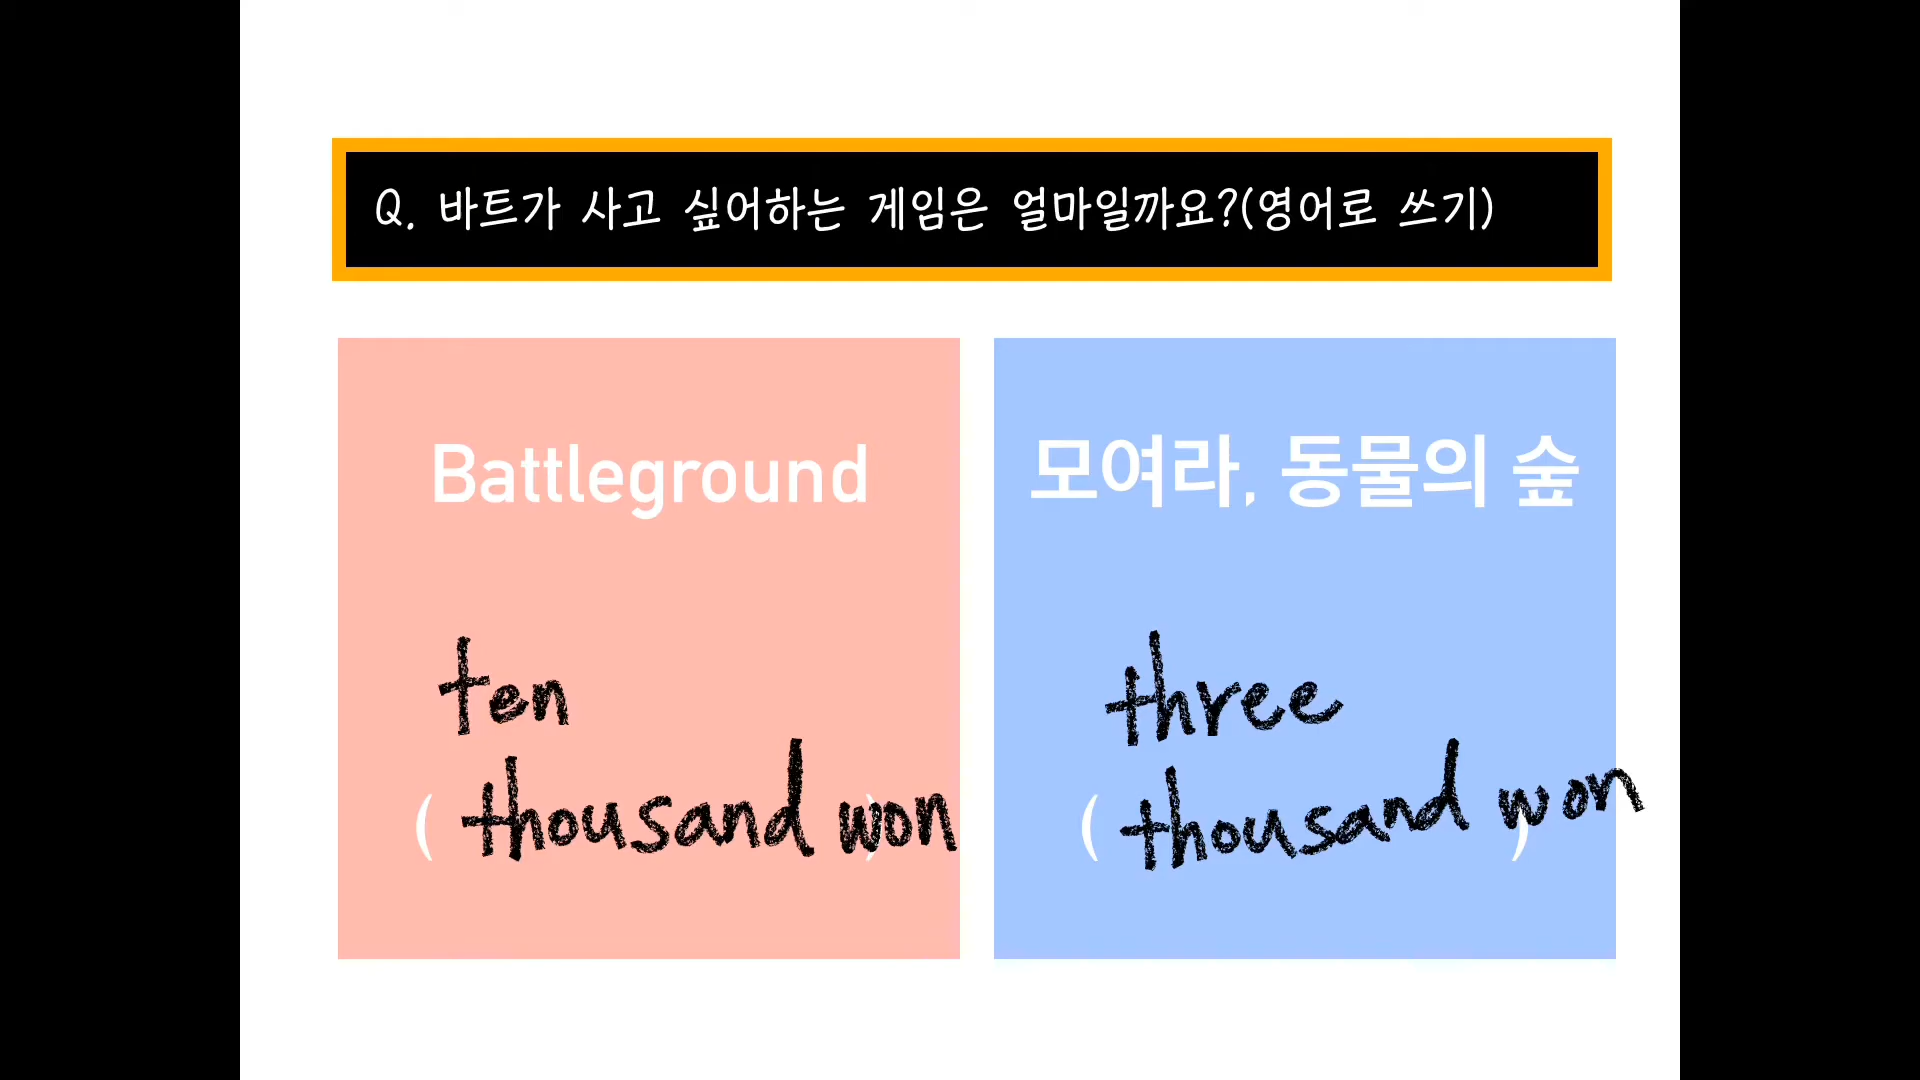 Q. 바트가 사고 싶어하는 게임은 얼마일까요?(영어로 쓰기)
Battleground
ten
( thousand won )
모여라, 동물의 숲
three
( thousand won )